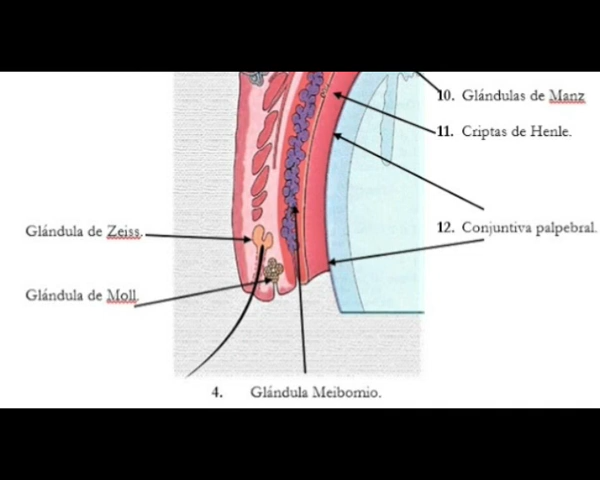 10. Glándulas de Manz
11. Criptas de Henle.
12. Conjuntiva palpebral.
Glándula de Zeiss.
Glándula de Moll.
4. Glándula Meibomio.